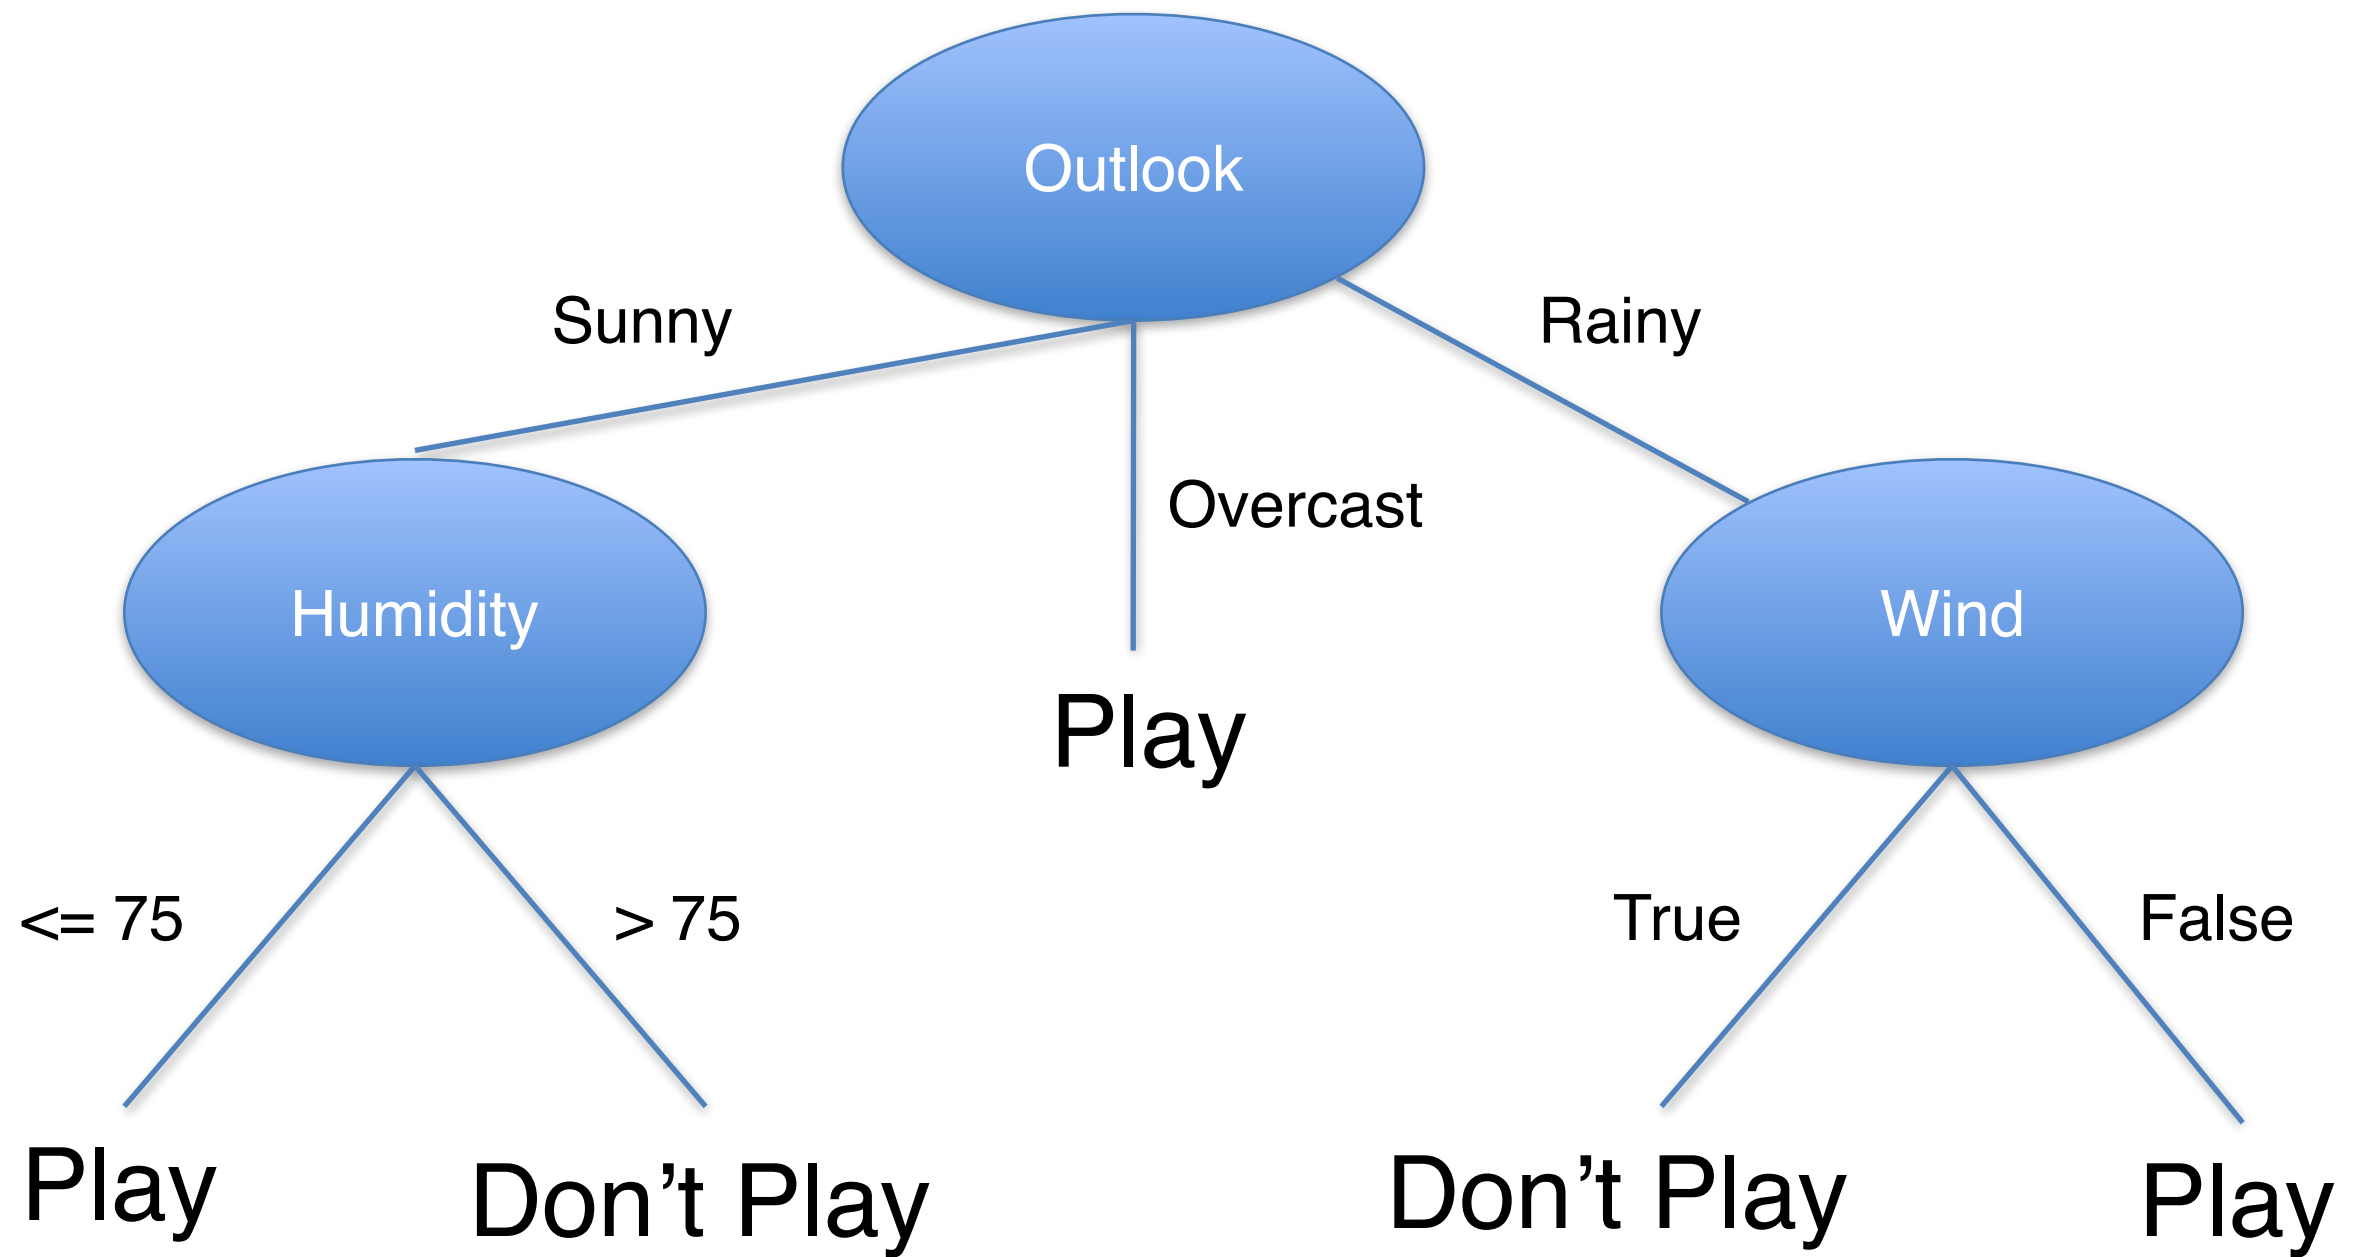 Outlook
Sunny
Rainy
Overcast
Humidity
Wind
Play
<= 75
> 75
True
False
Play
Don’t Play
Don’t Play
Play